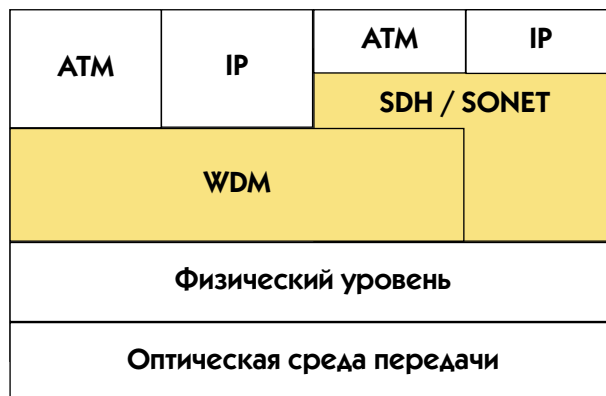 ATM IP ATM IP
SDH / SONET
WDM
Физический уровень
Оптическая среда передачи